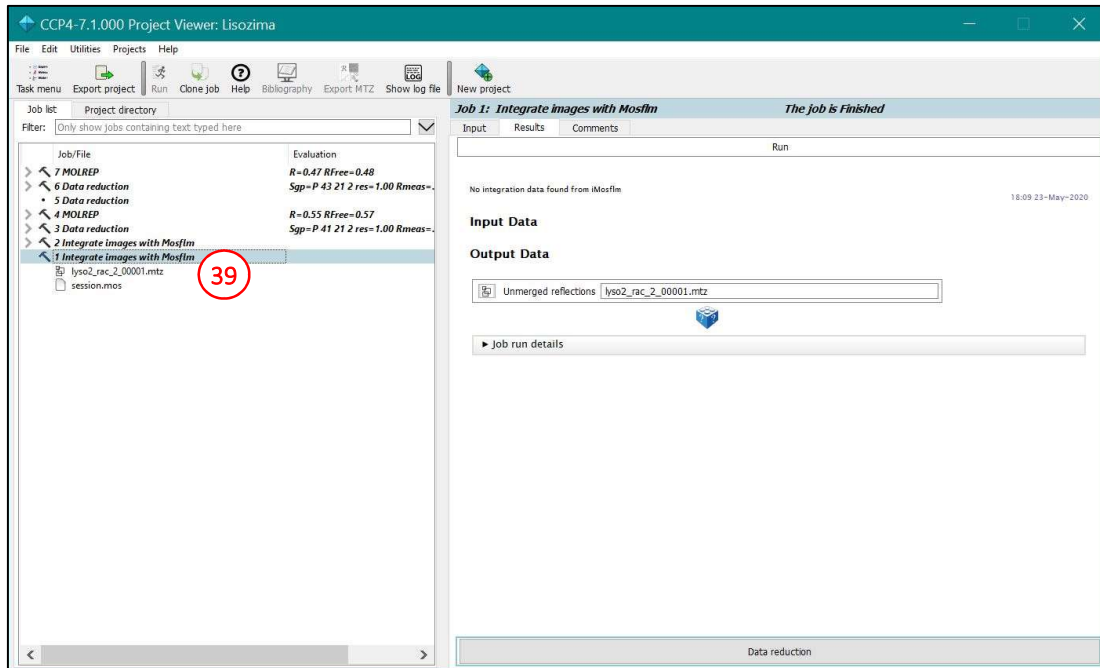 CCP4-7.1.000 Project Viewer: Lisozima
File Edit Utilities Projects Help
Task menu Export project Run Clone job Help Bibliography Export MTZ Show log file New project
Job list Project directory
Filter: Only show jobs containing text typed here
Job/File Evaluation
7 MOLREP R=0.47 RFree=0.48
6 Data reduction Sgp=P 43 21 2 res=1.00 Rmeas=.
5 Data reduction
4 MOLREP R=0.55 RFree=0.57
3 Data reduction Sgp=P 41 21 2 res=1.00 Rmeas=.
2 Integrate images with Mosflm
1 Integrate images with Mosflm
lyso2_rac_2_00001.mtz
session.mos
39
Job 1: Integrate images with Mosflm The job is Finished
Input Results Comments
Run
No integration data found from iMosflm
18:09 23-May-2020
Input Data
Output Data
Unmerged reflections lyso2_rac_2_00001.mtz
Job run details
Data reduction